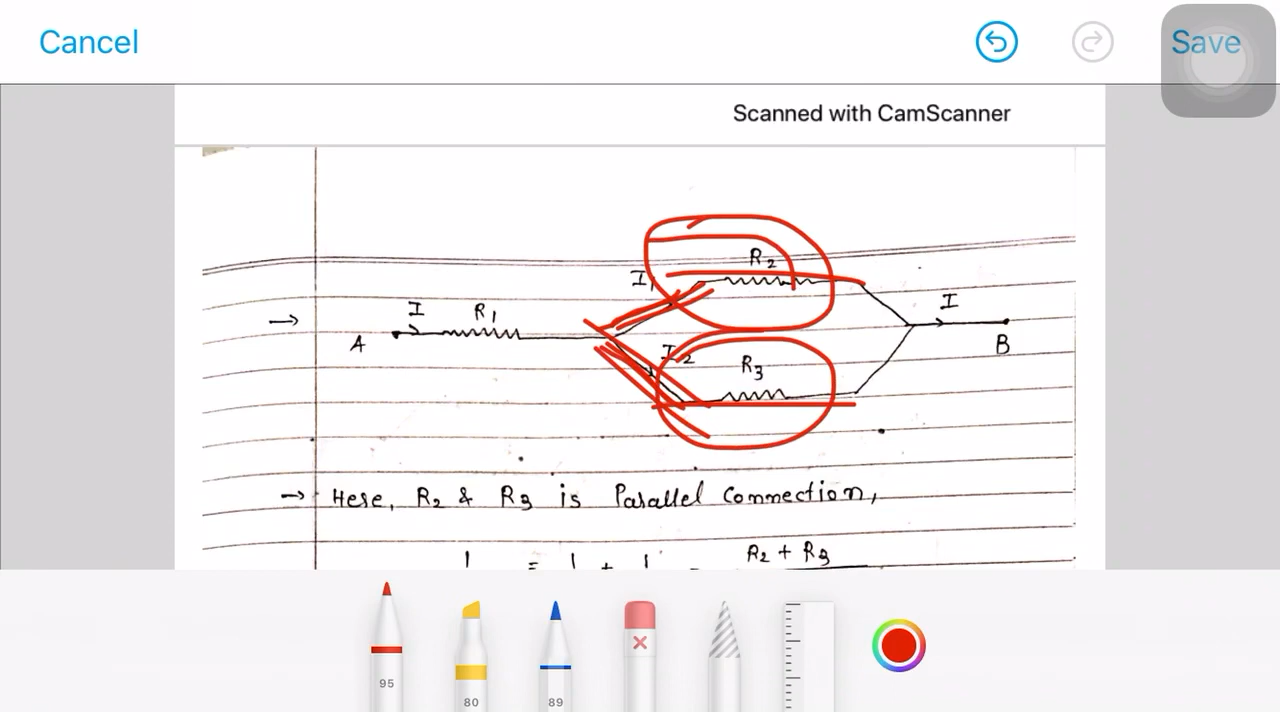 Cancel
Save
Scanned with CamScanner
I₁
R₂
→
I
R₁
I
A
I₂
R₃
B
→ Here, R₂ & R₃ is Parallel Connection,
R₂ + R₃
= +
95
80
89